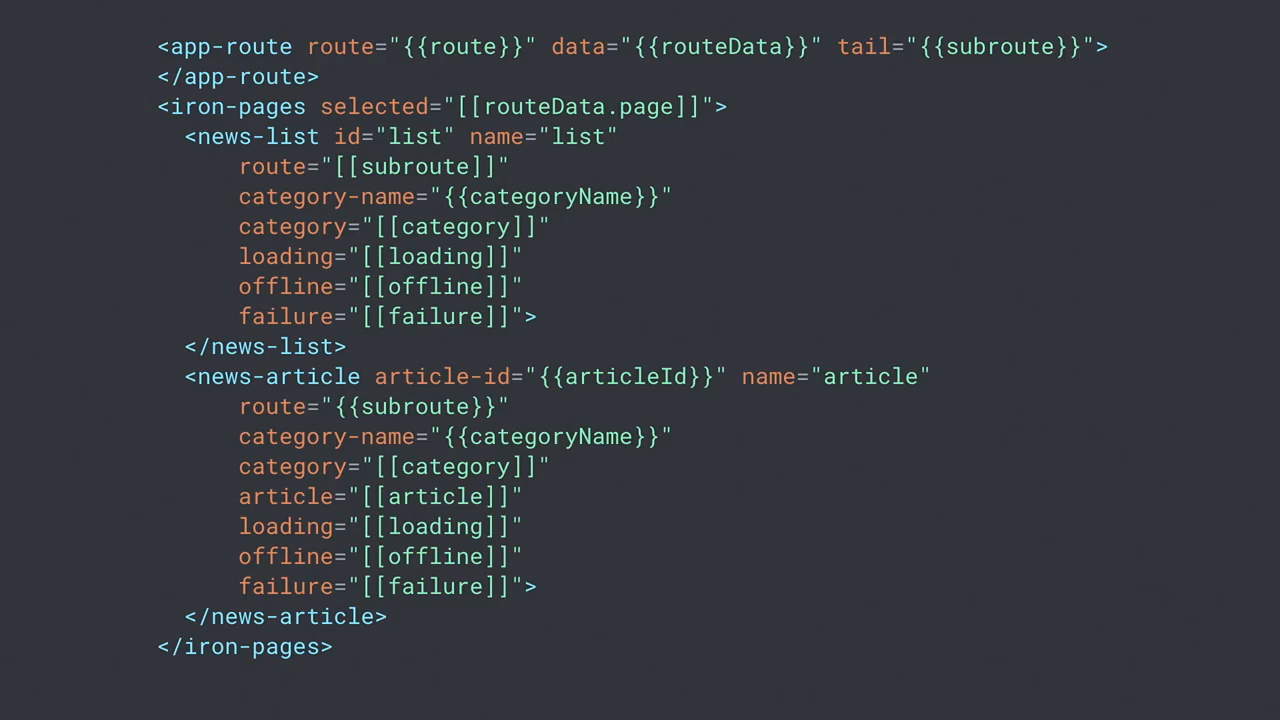 <app-route route="{{route}}" data="{{routeData}}" tail="{{subroute}}">
</app-route>
<iron-pages selected="[[routeData.page]]">
  <news-list id="list" name="list"
      route="[[subroute]]"
      category-name="{{categoryName}}"
      category="[[category]]"
      loading="[[loading]]"
      offline="[[offline]]"
      failure="[[failure]]">
  </news-list>
  <news-article article-id="{{articleId}}" name="article"
      route="{{subroute}}"
      category-name="{{categoryName}}"
      category="[[category]]"
      article="[[article]]"
      loading="[[loading]]"
      offline="[[offline]]"
      failure="[[failure]]">
  </news-article>
</iron-pages>